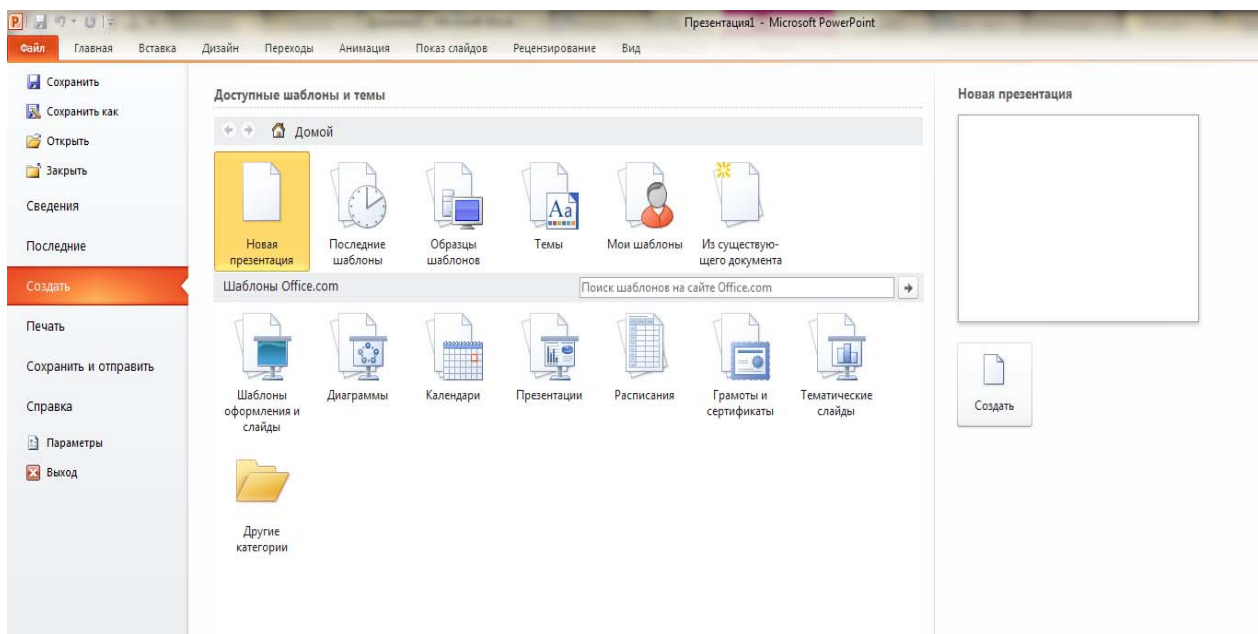 Презентация1 - Microsoft PowerPoint
Файл Главная Вставка Дизайн Переходы Анимация Показ слайдов Рецензирование Вид
Сохранить
Сохранить как
Открыть
Закрыть
Сведения
Последние
Создать
Печать
Сохранить и отправить
Справка
Параметры
Выход
Доступные шаблоны и темы
Домой
Новая
презентация
Последние
шаблоны
Образцы
шаблонов
Темы
Мои шаблоны
Из существую-
щего документа
Шаблоны Office.com
Поиск шаблонов на сайте Office.com
Шаблоны
оформления и
слайды
Диаграммы
Календари
Презентации
Расписания
Грамоты и
сертификаты
Тематические
слайды
Другие
категории
Новая презентация
Создать